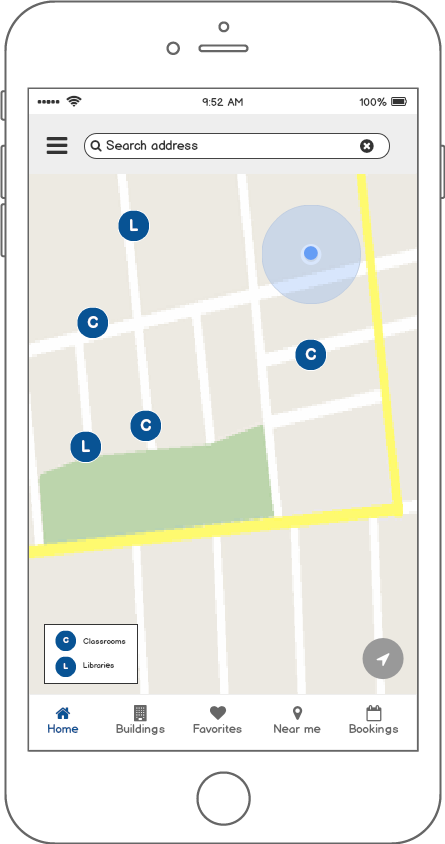 9:52 AM
100%
Search address
L
C
C
C
L
C Classrooms
L Libraries
Home Buildings Favorites Near me Bookings